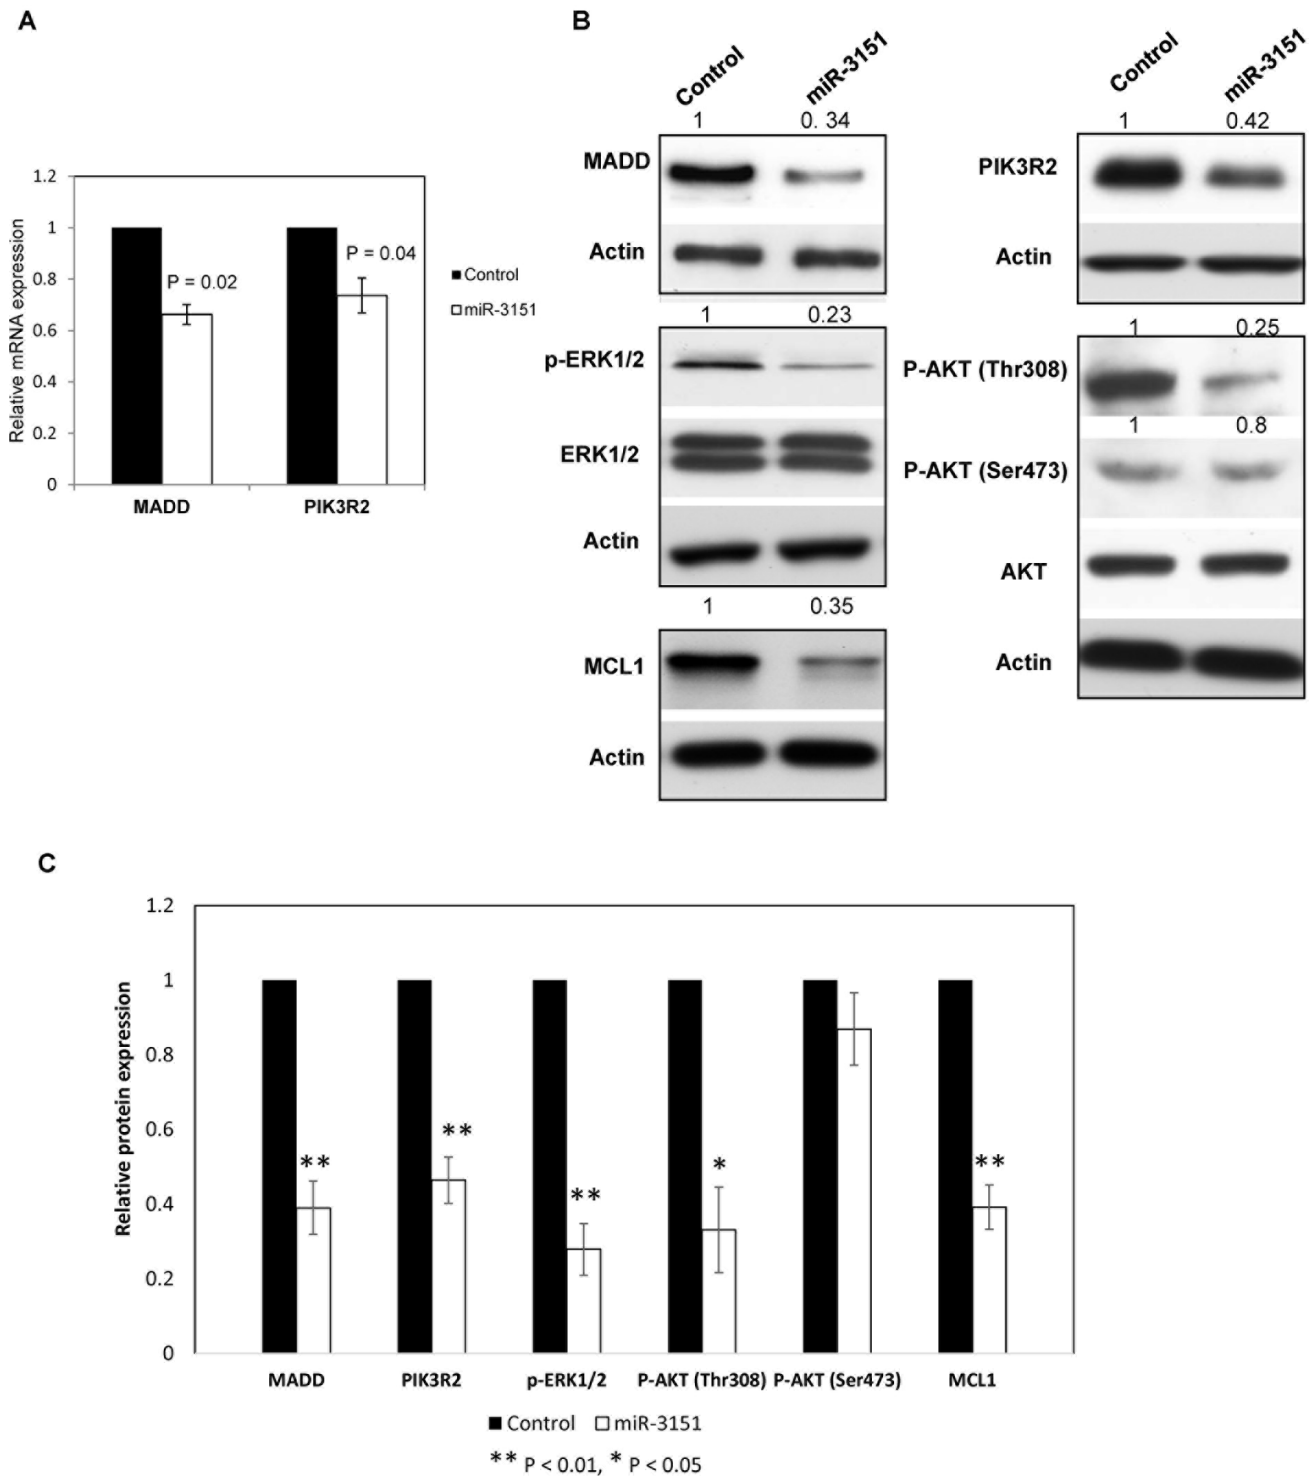 A
1.2
1
0.8
0.6
0.4
0.2
0
Relative mRNA expression
P = 0.02
P = 0.04
MADD
PIK3R2
Control
miR-3151
B
Control
miR-3151
1
0. 34
MADD
Actin
1
0.23
p-ERK1/2
ERK1/2
Actin
1
0.35
MCL1
Actin
Control
miR-3151
1
0.42
PIK3R2
Actin
1
0.25
P-AKT (Thr308)
1
0.8
P-AKT (Ser473)
AKT
Actin
C
1.2
1
0.8
0.6
0.4
0.2
0
Relative protein expression
**
**
**
*
**
MADD
PIK3R2
p-ERK1/2
P-AKT (Thr308)
P-AKT (Ser473)
MCL1
Control
miR-3151
** P < 0.01, * P < 0.05